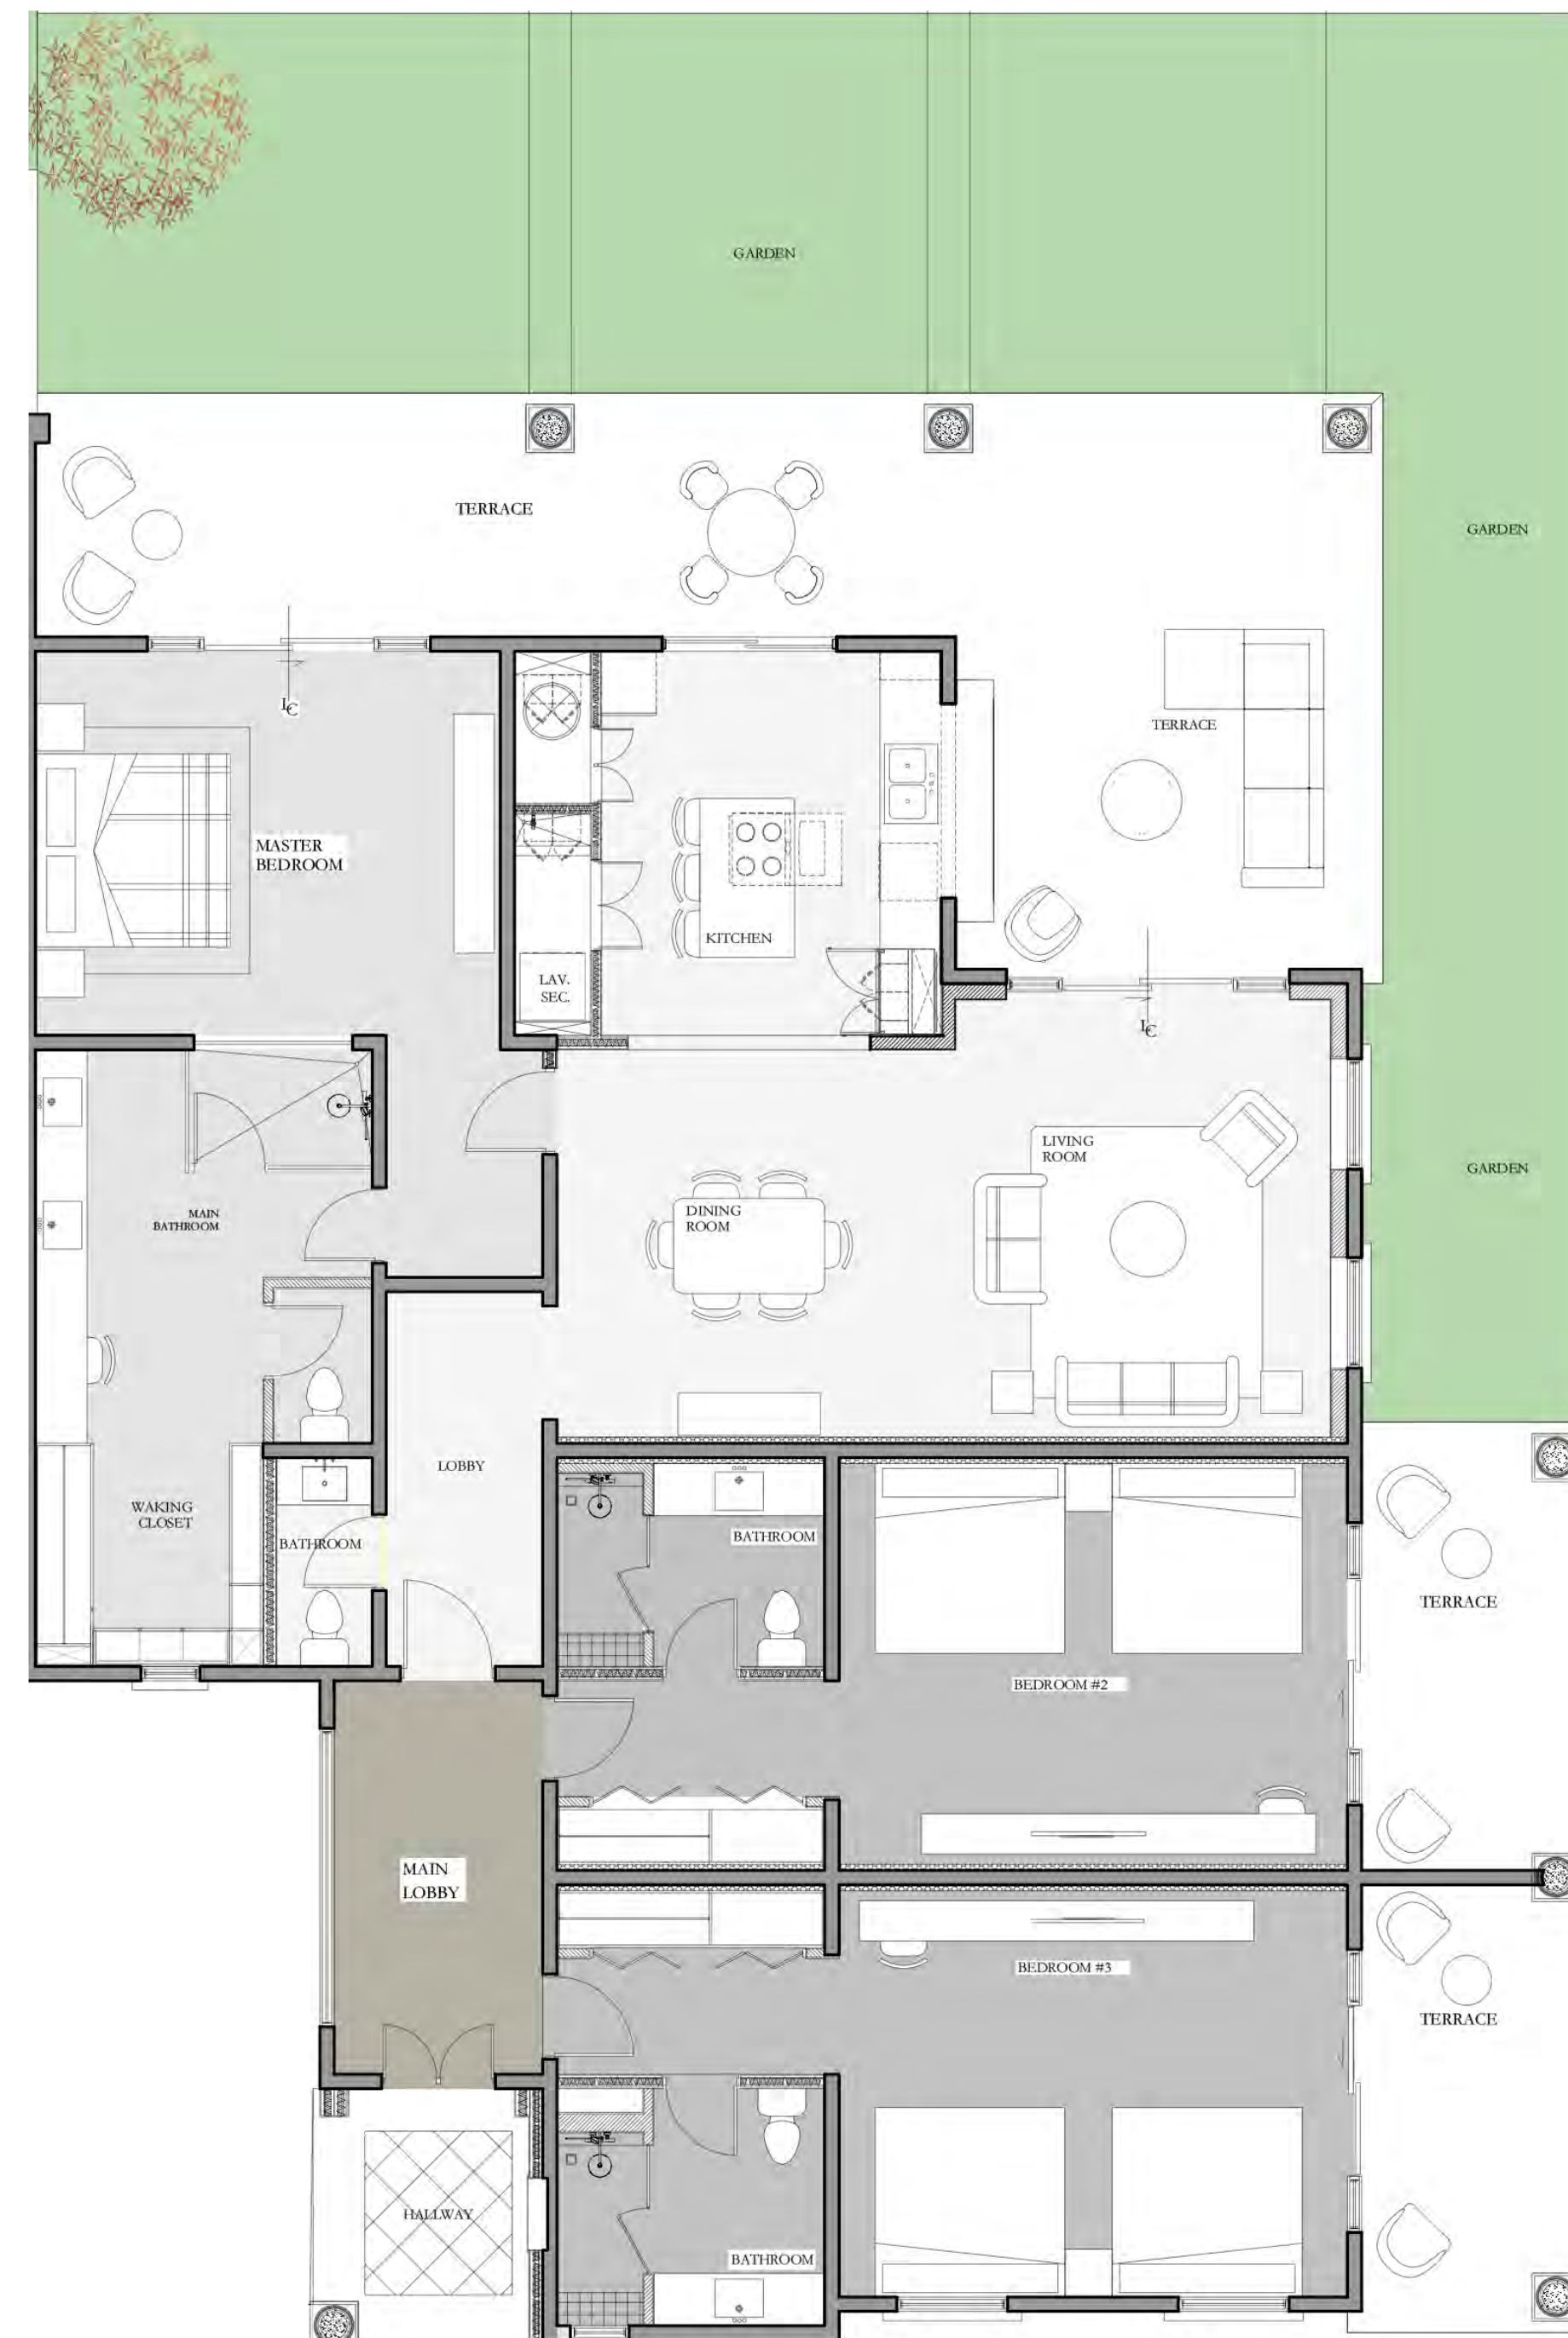 GARDEN
TERRACE
GARDEN
TERRACE
MASTER
BEDROOM
KITCHEN
LAV.
SEC.
LIVING
ROOM
GARDEN
MAIN
BATHROOM
DINING
ROOM
LOBBY
WAKING
CLOSET
BATHROOM
BATHROOM
TERRACE
BEDROOM #2
MAIN
LOBBY
BEDROOM #3
TERRACE
HALLWAY
BATHROOM